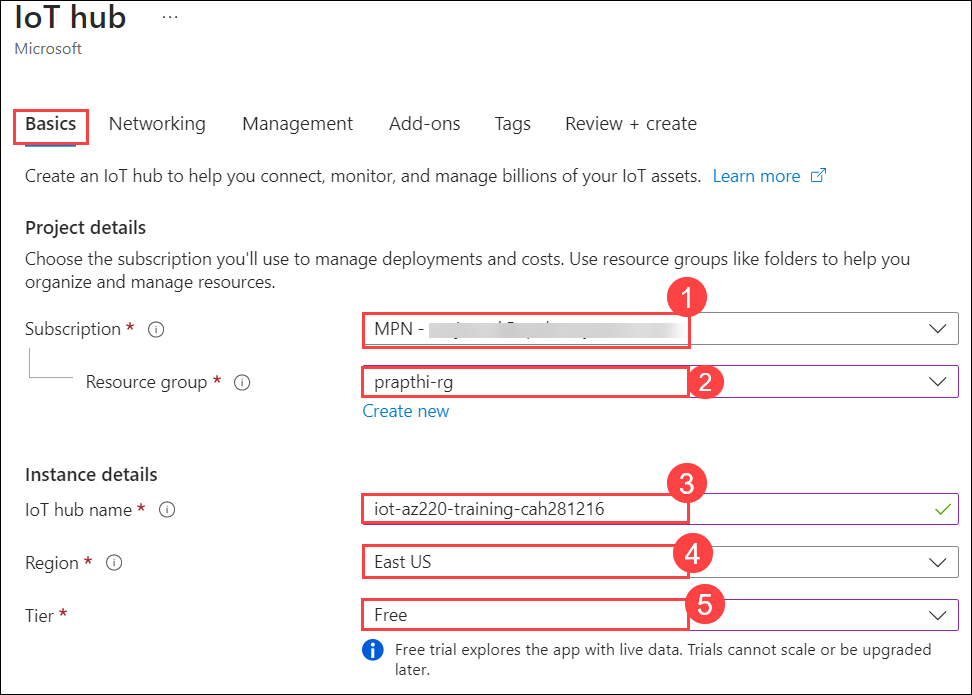 IoT hub ...
Microsoft
Basics Networking Management Add-ons Tags Review + create
Create an IoT hub to help you connect, monitor, and manage billions of your IoT assets. Learn more
Project details
Choose the subscription you'll use to manage deployments and costs. Use resource groups like folders to help you
organize and manage resources.
1
Subscription * MPN -
Resource group * prapthi-rg 2
Create new
Instance details
3
IoT hub name * iot-az220-training-cah281216
4
Region * East US
5
Tier * Free
Free trial explores the app with live data. Trials cannot scale or be upgraded
later.